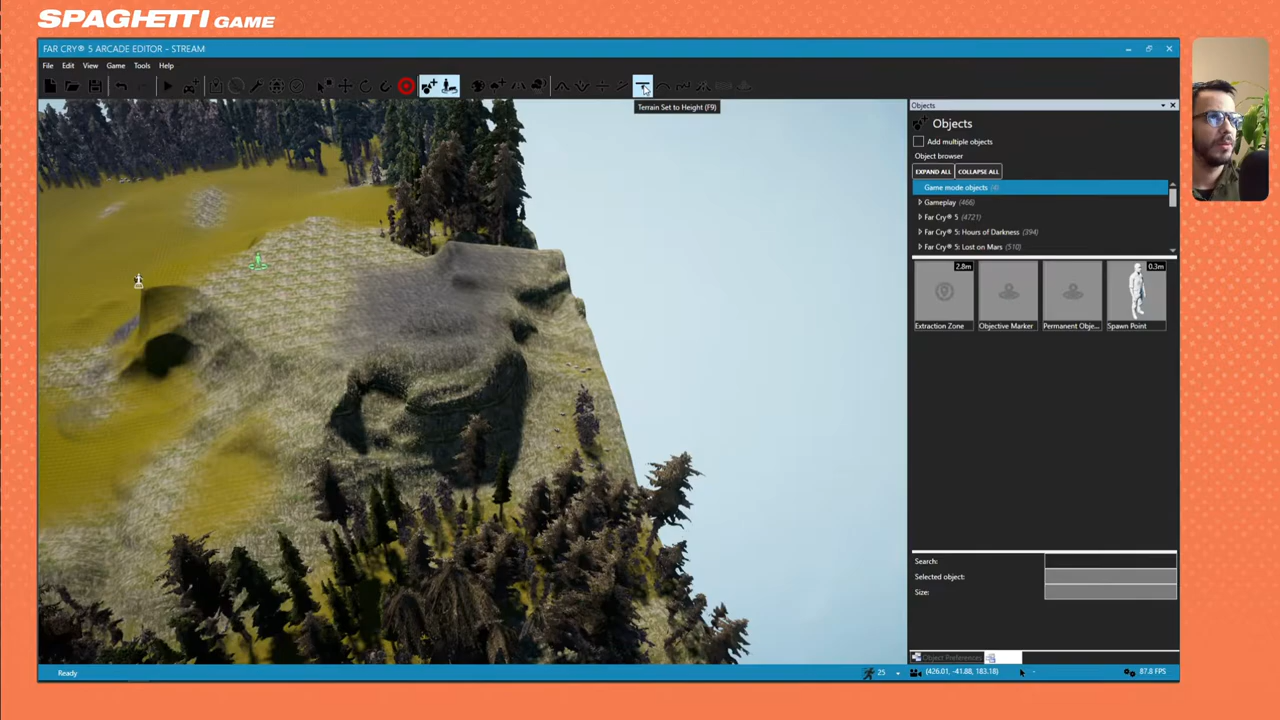 SPAGHETTI GAME
FAR CRY® 5 ARCADE EDITOR - STREAM
File Edit View Game Tools Help
Terrain Set to Height (F9)
Objects
Objects
Add multiple objects
Object browser
EXPAND ALL COLLAPSE ALL
Game mode objects (4)
Gameplay (466)
Far Cry® 5 (4721)
Far Cry® 5: Hours of Darkness (394)
Far Cry® 5: Lost on Mars (510)
2.8m 0.3m
Extraction Zone Objective Marker Permanent Obje... Spawn Point
Search:
Selected object:
Size:
Object Preferences
Ready 25 (426.01, -41.88, 183.18) - 87.8 FPS